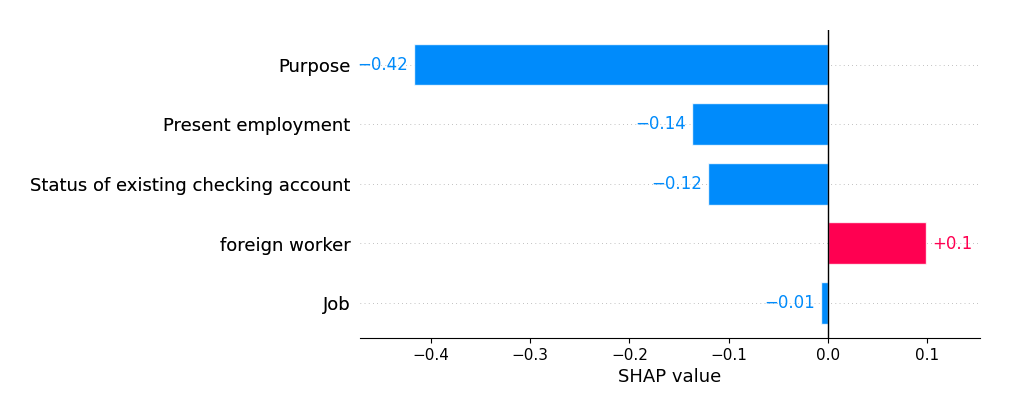 Purpose −0.42
Present employment −0.14
Status of existing checking account −0.12
foreign worker +0.1
Job −0.01
−0.4 −0.3 −0.2 −0.1 0.0 0.1
SHAP value